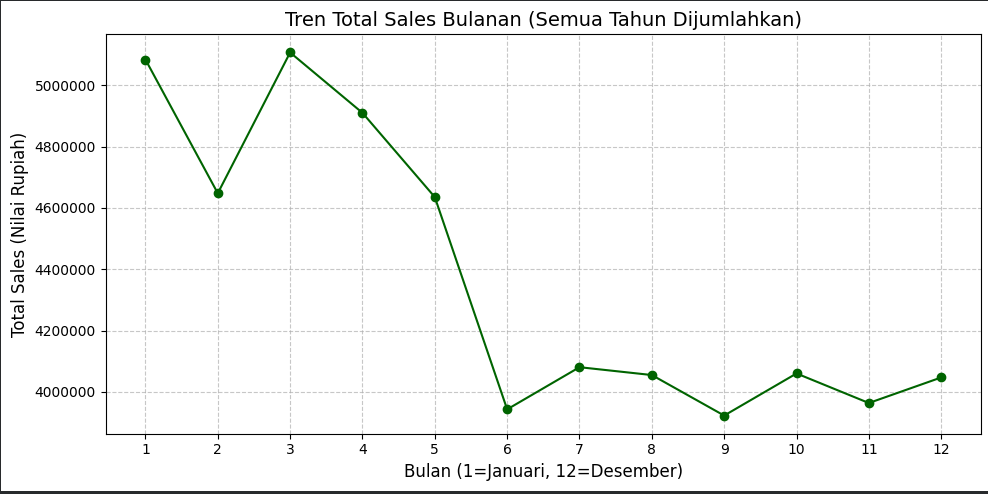 Tren Total Sales Bulanan (Semua Tahun Dijumlahkan)
Total Sales (Nilai Rupiah)
5000000
4800000
4600000
4400000
4200000
4000000
1 2 3 4 5 6 7 8 9 10 11 12
Bulan (1=Januari, 12=Desember)